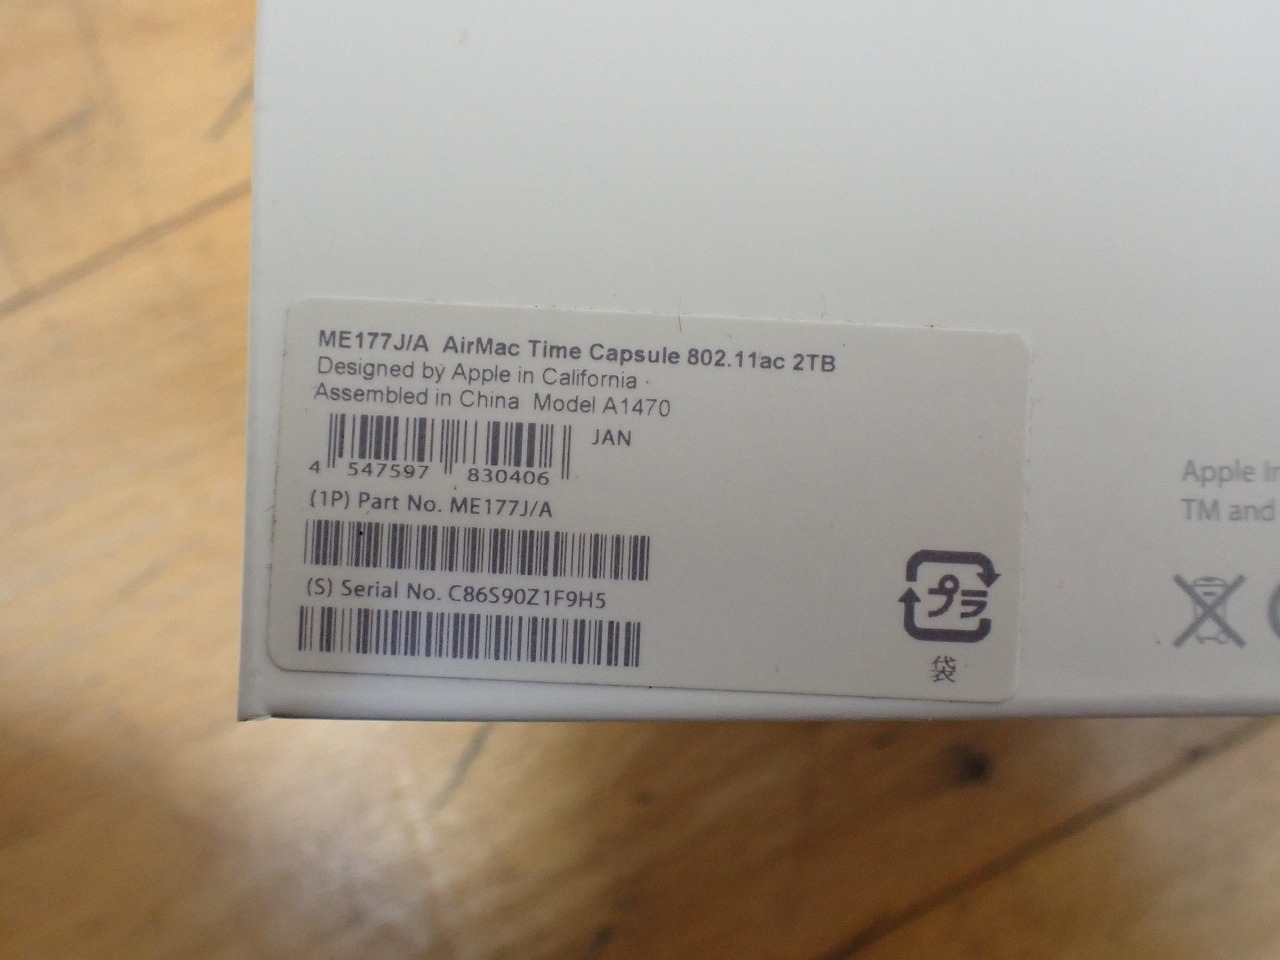 ME177J/A AirMac Time Capsule 802.11ac 2TB
Designed by Apple in California
Assembled in China Model A1470
JAN
4 547597 830406
(1P) Part No. ME177J/A
(S) Serial No. C86S90Z1F9H5
プラ
袋
Apple
TM and